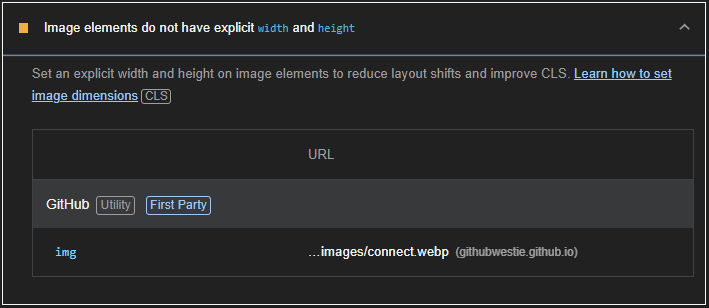 Image elements do not have explicit width and height
Set an explicit width and height on image elements to reduce layout shifts and improve CLS. Learn how to set
image dimensions CLS
URL
GitHub Utility First Party
img …images/connect.webp (githubwestie.github.io)